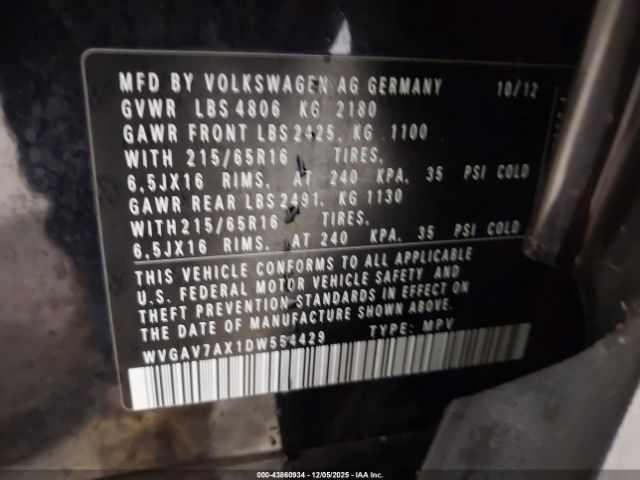 MFD BY VOLKSWAGEN AG GERMANY 10/12
GVWR LBS 4806 KG 2180
GAWR FRONT LBS 2425, KG 1100
WITH 215/65R16 TIRES,
6,5JX16 RIMS, AT 240 KPA, 35 PSI COLD
GAWR REAR LBS 2491, KG 1130
WITH215/65R16 TIRES,
6,5JX16 RIMS, AT 240 KPA, 35 PSI COLD
THIS VEHICLE CONFORMS TO ALL APPLICABLE
U.S. FEDERAL MOTOR VEHICLE SAFETY AND
THEFT PREVENTION STANDARDS IN EFFECT ON
THE DATE OF MANUFACTURE SHOWN ABOVE.
WVGAV7AX1DW554429 TYPE: MPV
000-43860934 12/05/2025 - IAA Inc.